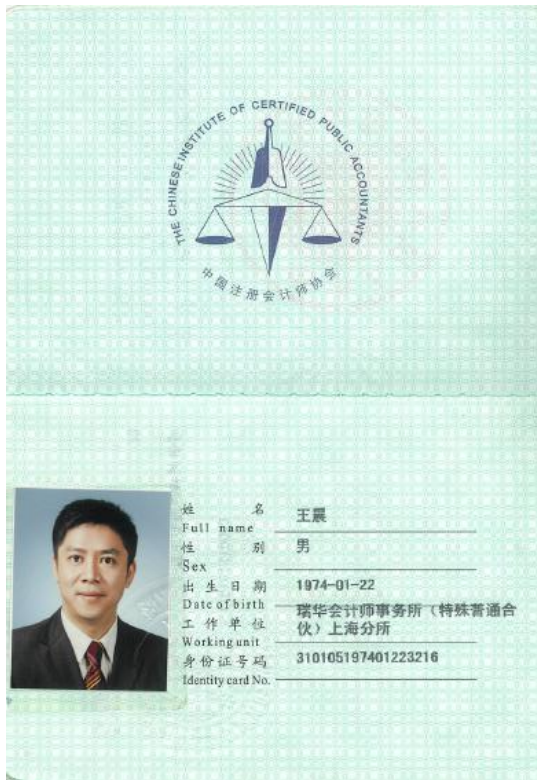 THE CHINESE INSTITUTE OF CERTIFIED PUBLIC ACCOUNTANTS
中国注册会计师协会
姓 名 王晨
Full name
性 别 男
Sex
出生日期 1974-01-22
Date of birth
工作单位 瑞华会计师事务所(特殊普通合
Working unit 伙)上海分所
身份证号码 310105197401223216
Identity card No.